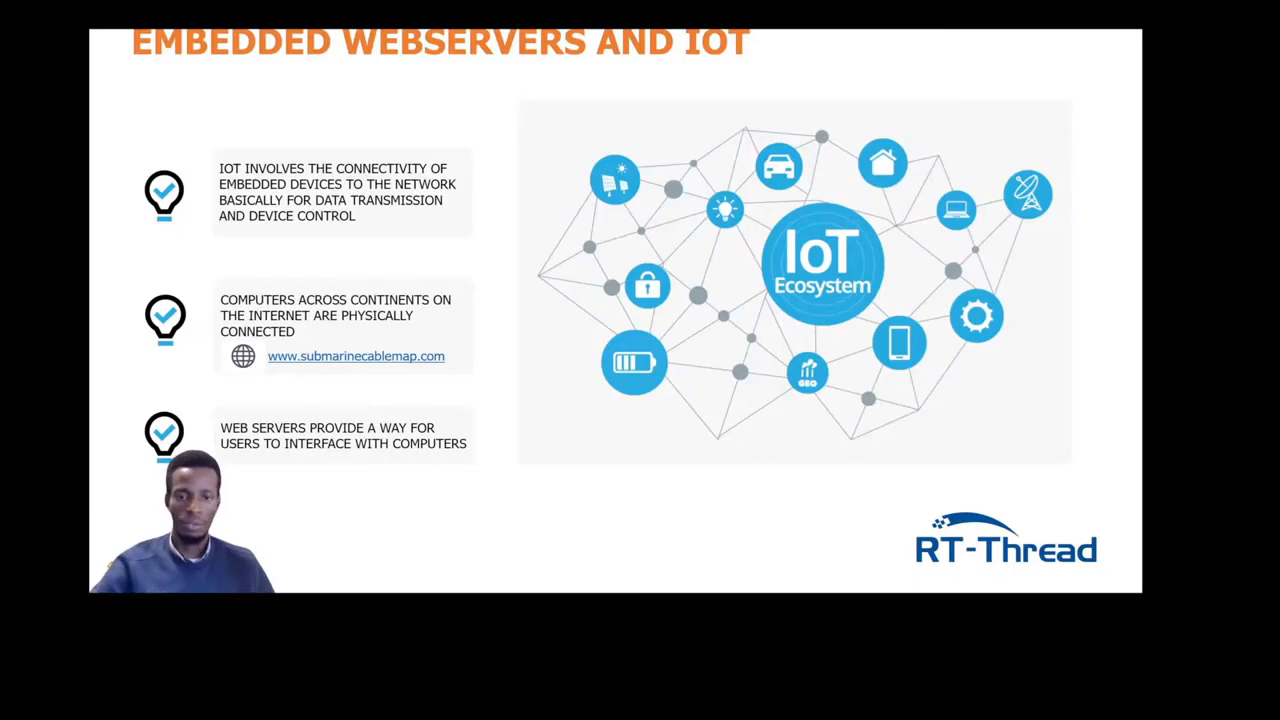 EMBEDDED WEBSERVERS AND IOT
IOT INVOLVES THE CONNECTIVITY OF
EMBEDDED DEVICES TO THE NETWORK
BASICALLY FOR DATA TRANSMISSION
AND DEVICE CONTROL
COMPUTERS ACROSS CONTINENTS ON
THE INTERNET ARE PHYSICALLY
CONNECTED
www.submarinecablemap.com
WEB SERVERS PROVIDE A WAY FOR
USERS TO INTERFACE WITH COMPUTERS
IoT
Ecosystem
GEO
RT-Thread